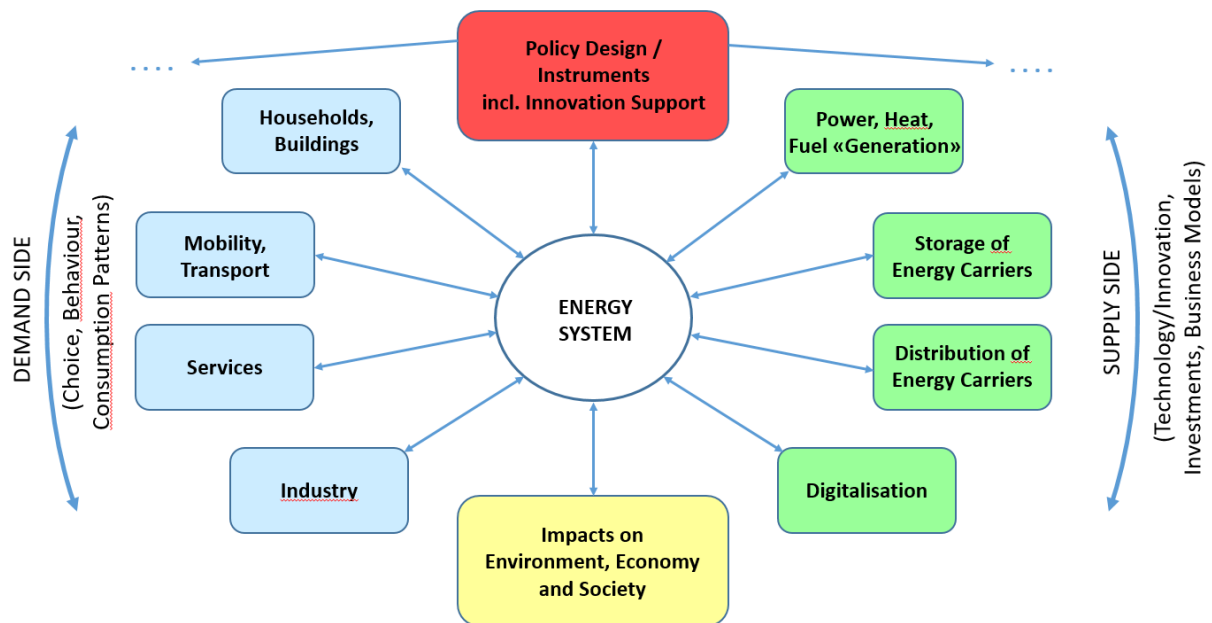 Policy Design /
Instruments
incl. Innovation Support
. . . .
. . . .
Households,
Buildings
Power, Heat,
Fuel «Generation»
Mobility,
Transport
Storage of
Energy Carriers
ENERGY
SYSTEM
Services
Distribution of
Energy Carriers
Industry
Digitalisation
Impacts on
Environment, Economy
and Society
DEMAND SIDE
(Choice, Behaviour,
Consumption Patterns)
SUPPLY SIDE
(Technology/Innovation,
Investments, Business Models)